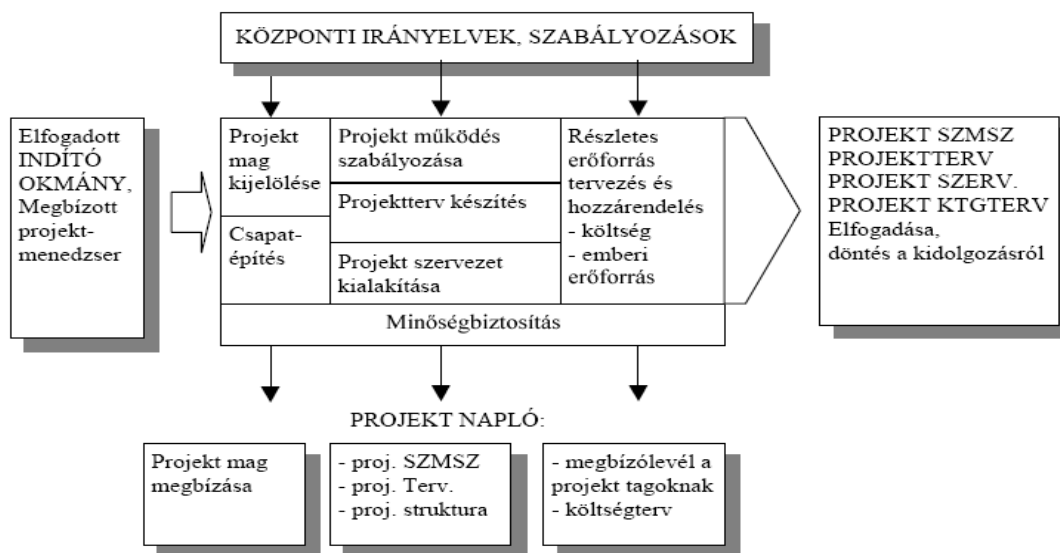 KÖZPONTI IRÁNYELVEK, SZABÁLYOZÁSOK
Elfogadott
INDÍTÓ
OKMÁNY,
Megbízott
projekt-
menedzser
Projekt
mag
kijelölése
Csapat-
építés
Projekt működés
szabályozása
Projektterv készítés
Projekt szervezet
kialakítása
Részletes
erőforrás
tervezés és
hozzárendelés
- költség
- emberi
erőforrás
Minőségbiztosítás
PROJEKT SZMSZ
PROJEKTTERV
PROJEKT SZERV.
PROJEKT KTGTERV
Elfogadása,
döntés a kidolgozásról
PROJEKT NAPLÓ:
Projekt mag
megbízása
- proj. SZMSZ
- proj. Terv.
- proj. struktura
- megbízólevél a
projekt tagoknak
- költségterv